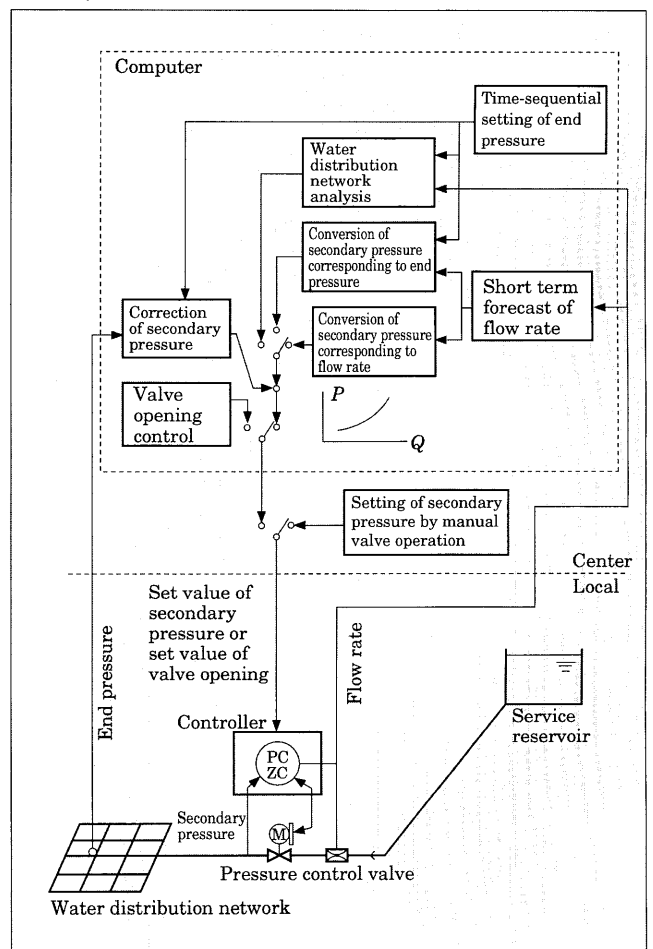 Computer
Time-sequential
setting of end
pressure
Water
distribution
network
analysis
Conversion of
secondary pressure
corresponding to end
pressure
Short term
forecast of
flow rate
Correction
of secondary
pressure
Conversion of
secondary pressure
corresponding to
flow rate
Valve
opening
control
P
Q
Setting of secondary
pressure by manual
valve operation
Center
Local
Set value of
secondary
pressure or
set value of
valve opening
End pressure
Flow rate
Controller
PC
ZC
Service
reservoir
Secondary
pressure
M
Pressure control valve
Water distribution network